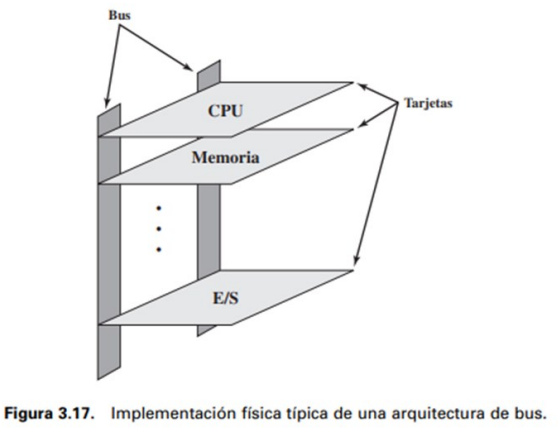 Bus
Tarjetas
CPU
Memoria
E/S
Figura 3.17. Implementación física típica de una arquitectura de bus.